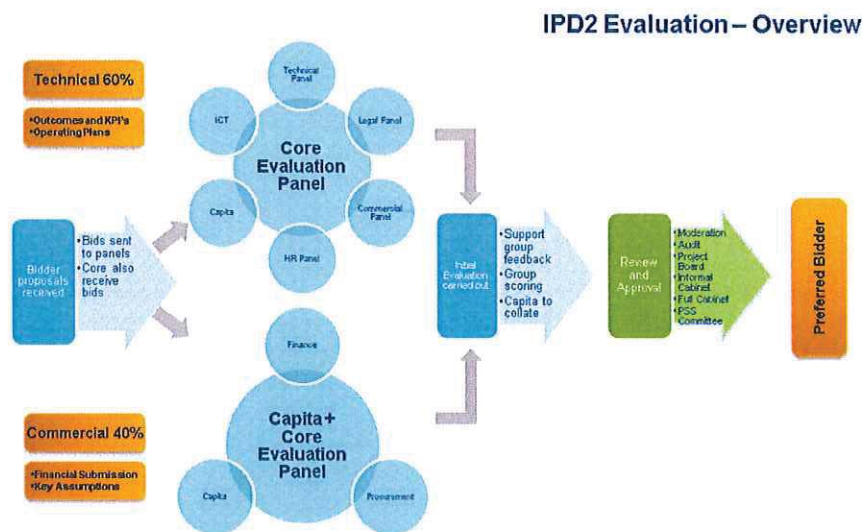 IPD2 Evaluation – Overview
Technical 60%
•Outcomes and KPI's
•Operating Plans
Technical
Panel
ICT
Legal Panel
Core
Evaluation
Panel
Capita
Commercial
Panel
HR Panel
Bidder
proposals
received
• Bids sent
to panels
• Core also
receive
bids
Initial
Evaluation
carried out
• Support
group
feedback
• Group
scoring
• Capita to
collate
Review
and
Approval
•Moderation
•Audit
•Project
Board
•Informal
Cabinet
•Full Cabinet
•PSS
Committee
Preferred Bidder
Finance
Capita +
Core
Evaluation
Panel
Capita
Procurement
Commercial 40%
•Financial Submission
•Key Assumptions